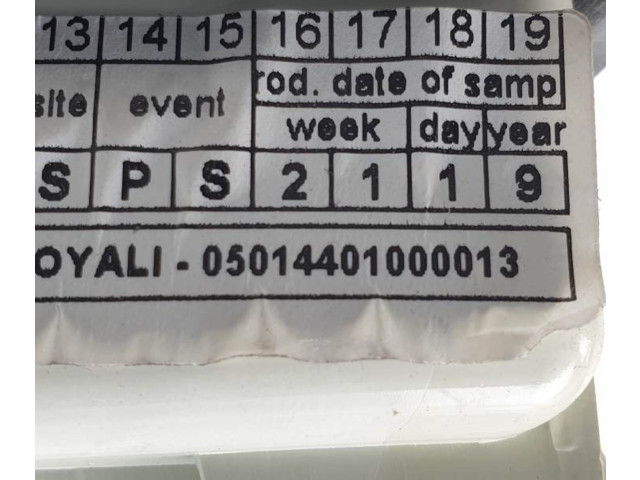 13 14 15 16 17 18 19
site event rod. date of samp
week day year
S P S 2 1 1 9
OYALI - 05014401000013